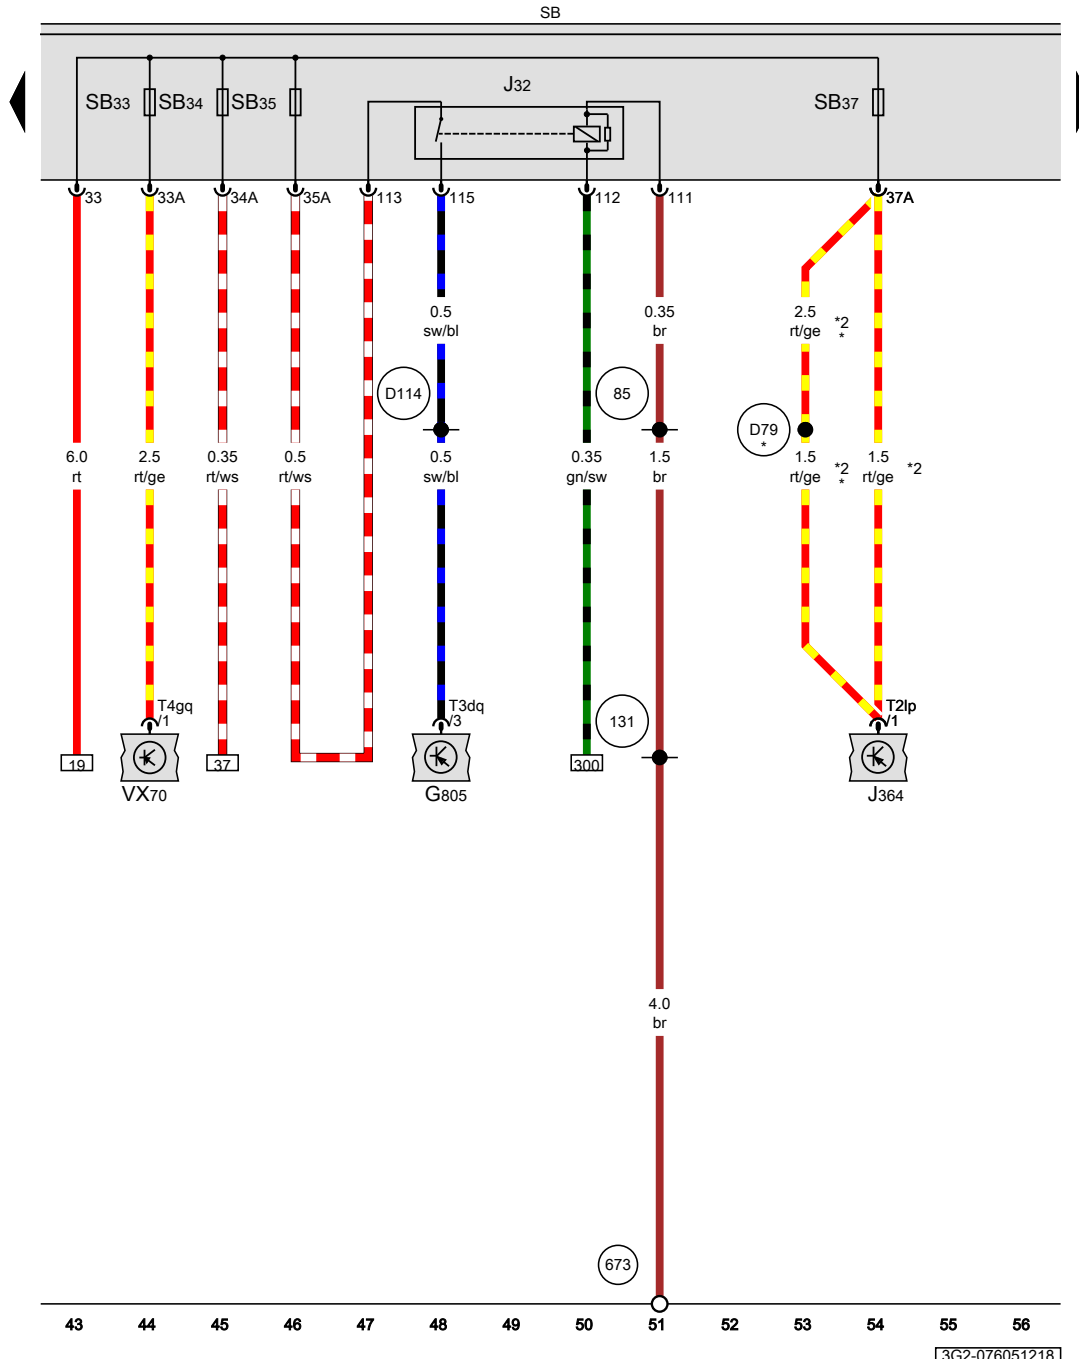 SB
J32
SB33 SB34 SB35 SB37
33 33A 34A 35A 113 115 112 111 37A
0.5
sw/bl
0.35
br
2.5
rt/ge
*2
*
D114
85
D79
*
6.0
rt
2.5
rt/ge
0.35
rt/ws
0.5
rt/ws
0.5
sw/bl
0.35
gn/sw
1.5
br
1.5
rt/ge
*2
*
1.5
rt/ge
*2
T4gq
/1
T3dq
/3
131
T2lp
/1
19 37 300
VX70 G805 J364
4.0
br
673
43 44 45 46 47 48 49 50 51 52 53 54 55 56
3G2-076051218